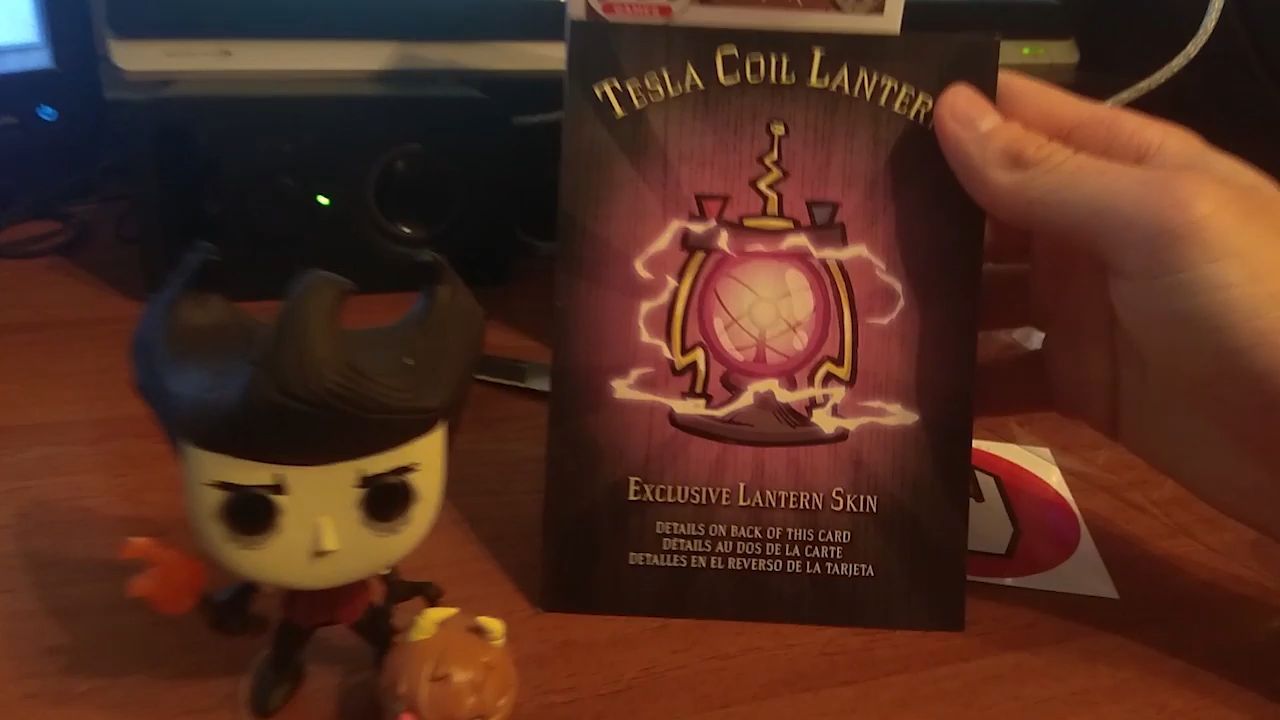 GAMES
TESLA COIL LANTERN
EXCLUSIVE LANTERN SKIN
DETAILS ON BACK OF THIS CARD
DÉTAILS AU DOS DE LA CARTE
DETALLES EN EL REVERSO DE LA TARJETA